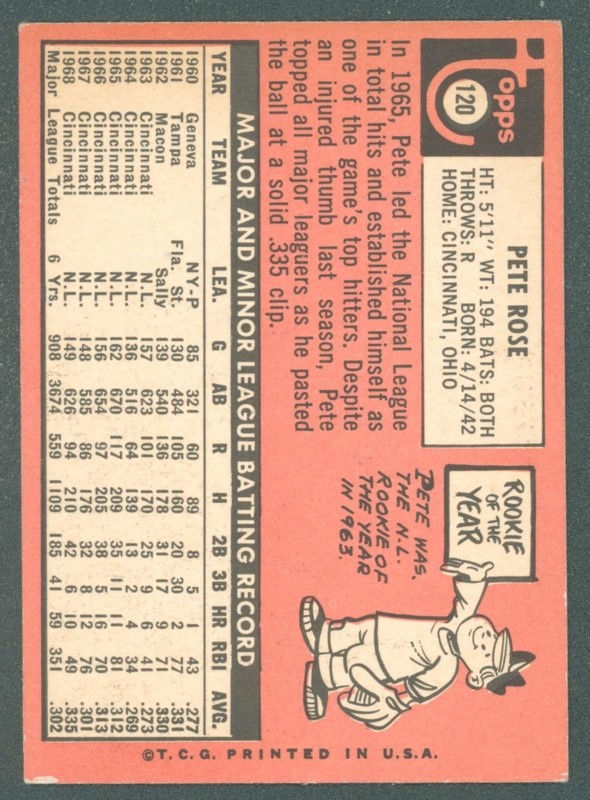 Topps
120
PETE ROSE
HT: 5'11" WT: 194 BATS: BOTH
THROWS: R BORN: 4/14/42
HOME: CINCINNATI, OHIO
In 1965, Pete led the National League
in total hits and established himself as
one of the game's top hitters. Despite
an injured thumb last season, Pete
topped all major leaguers as he pasted
the ball at a solid .335 clip.
ROOKIE
OF THE
YEAR
PETE WAS
THE N.L.
ROOKIE OF
THE YEAR
IN 1963.
MAJOR AND MINOR LEAGUE BATTING RECORD
YEAR TEAM LEA. G AB R H 2B 3B HR RBI AVG.
1960 Geneva NY-P 85 321 60 89 8 5 1 43 .277
1961 Tampa Fla. St. 130 484 105 160 20 30 2 77 .331
1962 Macon Sally 139 540 136 178 31 17 9 71 .330
1963 Cincinnati N.L. 157 623 101 170 25 9 6 41 .273
1964 Cincinnati N.L. 136 516 64 139 13 2 4 34 .269
1965 Cincinnati N.L. 162 670 117 209 35 11 11 81 .312
1966 Cincinnati N.L. 156 654 97 205 38 5 16 70 .313
1967 Cincinnati N.L. 148 585 86 176 32 8 12 76 .301
1968 Cincinnati N.L. 149 626 94 210 42 6 10 49 .335
Major League Totals 6 Yrs. 908 3674 559 1109 185 41 59 351 .302
©T.C.G. PRINTED IN U.S.A.